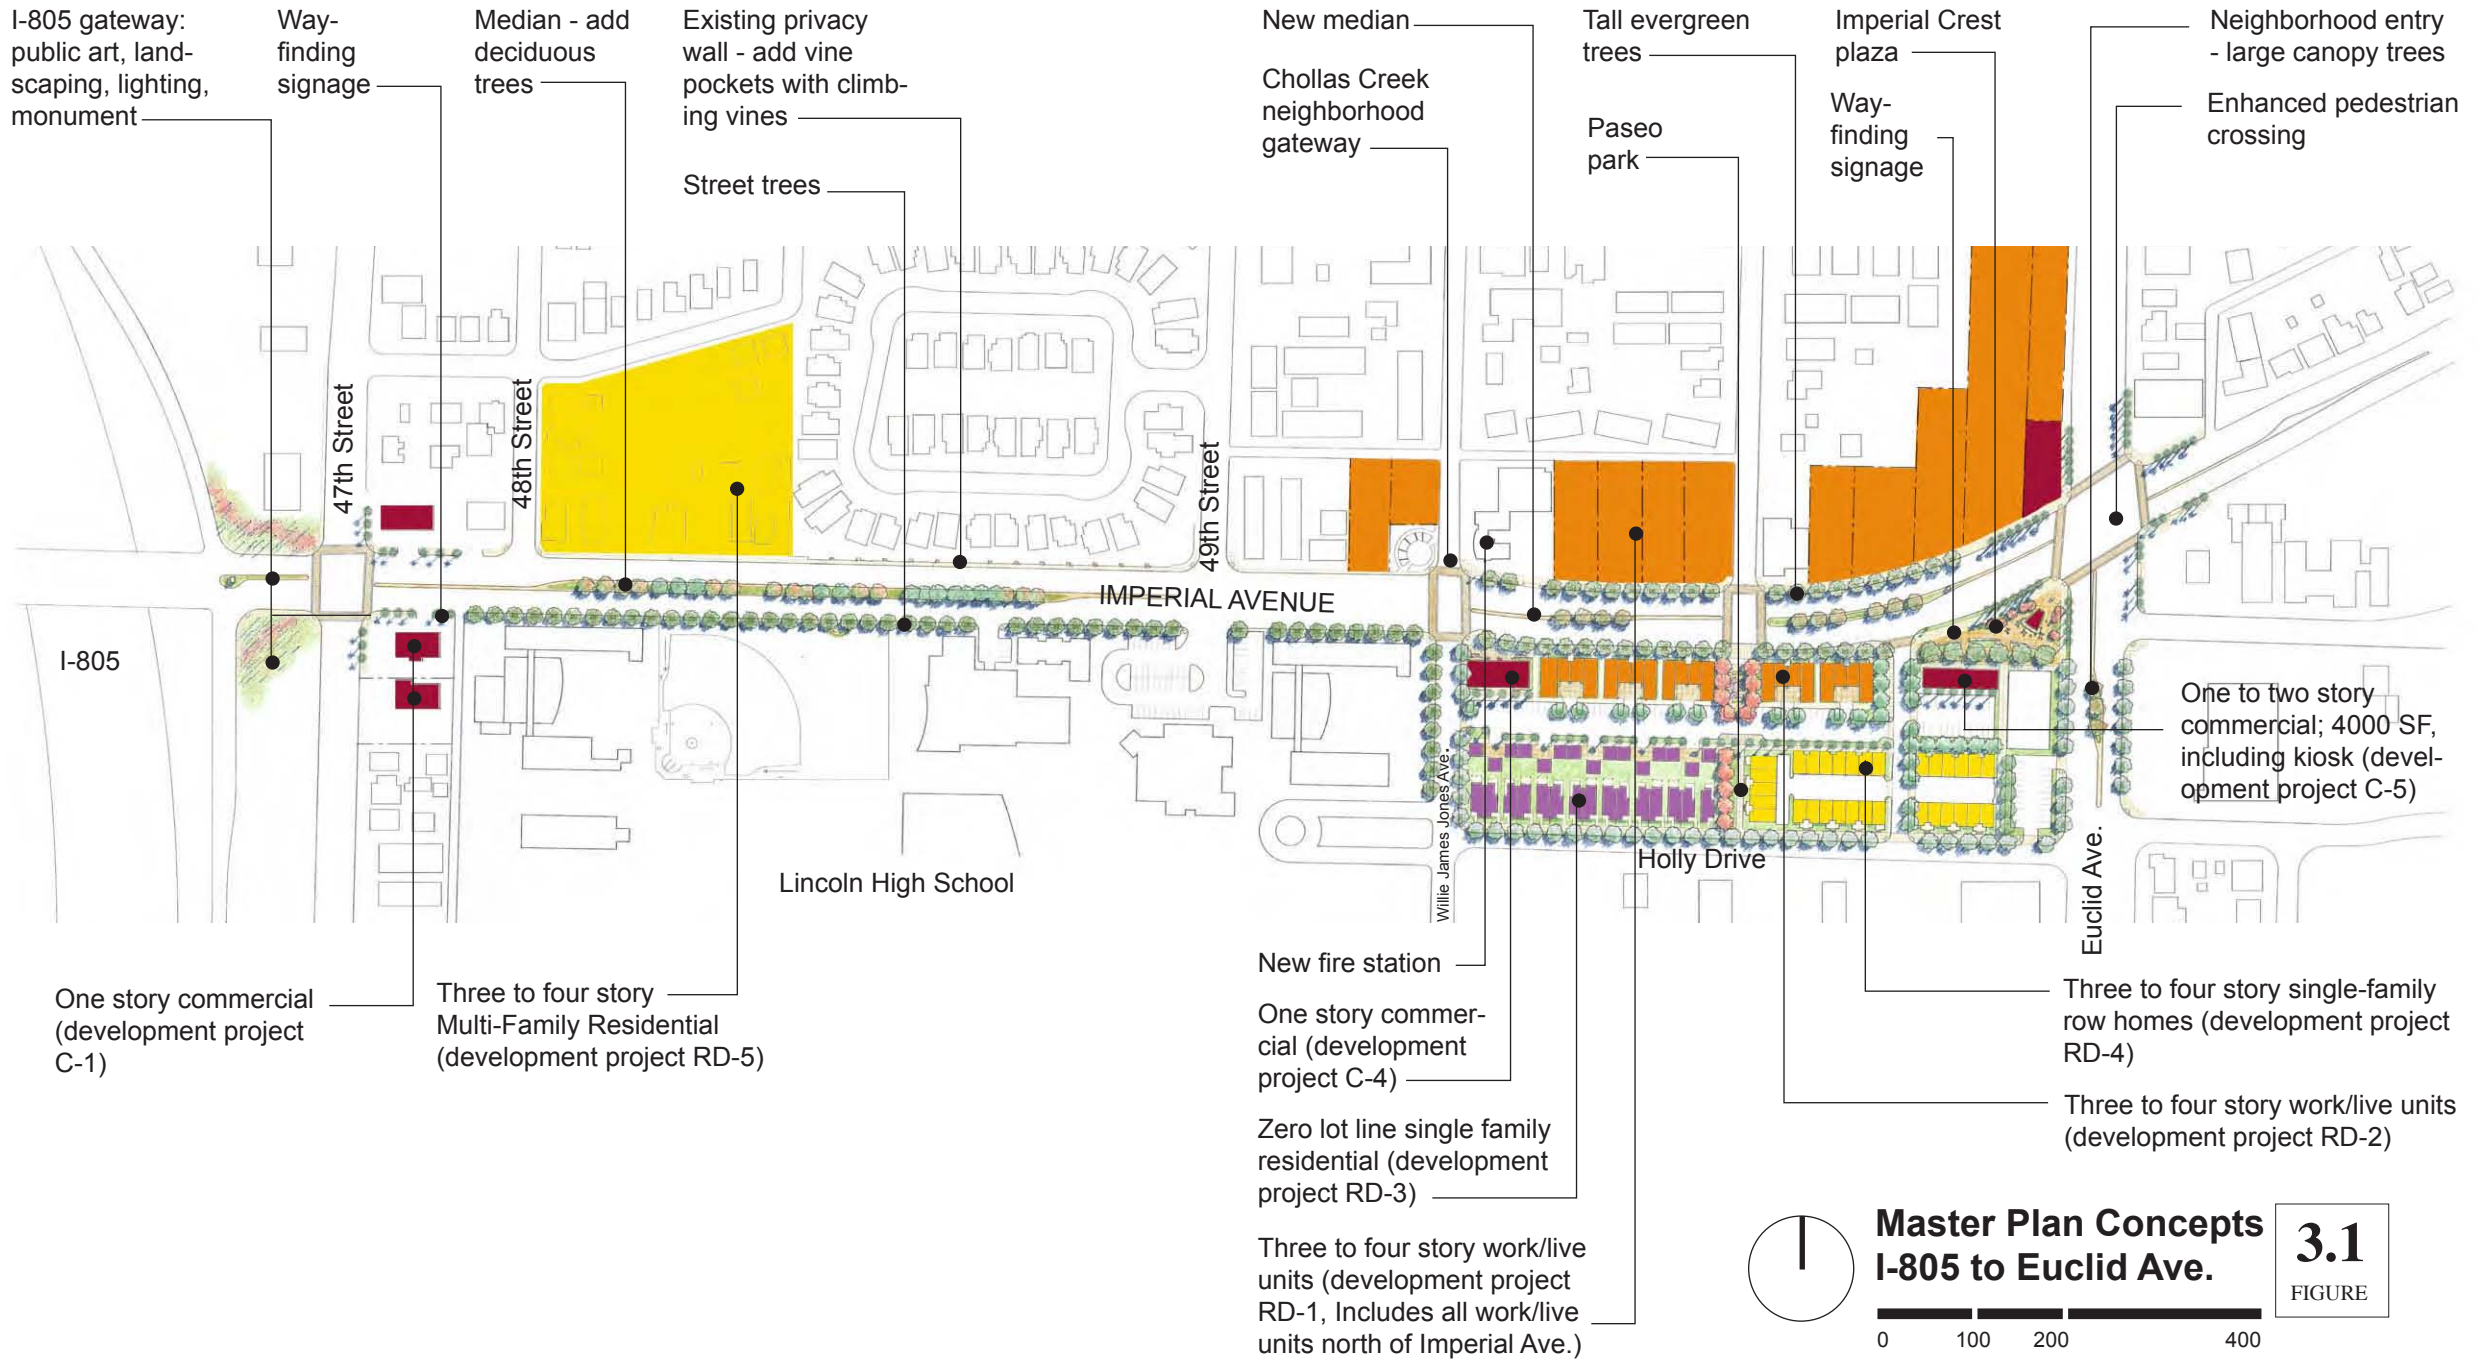 I-805 gateway:
public art, land-
scaping, lighting,
monument
Way-
finding
signage
Median - add
deciduous
trees
Existing privacy
wall - add vine
pockets with climb-
ing vines
Street trees
New median
Chollas Creek
neighborhood
gateway
Tall evergreen
trees
Paseo
park
Imperial Crest
plaza
Way-
finding
signage
Neighborhood entry
- large canopy trees
Enhanced pedestrian
crossing
47th Street
48th Street
49th Street
IMPERIAL AVENUE
I-805
Lincoln High School
Willie James Jones Ave.
Holly Drive
Euclid Ave.
One to two story
commercial; 4000 SF,
including kiosk (devel-
opment project C-5)
One story commercial
(development project
C-1)
Three to four story
Multi-Family Residential
(development project RD-5)
New fire station
One story commer-
cial (development
project C-4)
Zero lot line single family
residential (development
project RD-3)
Three to four story work/live
units (development project
RD-1, Includes all work/live
units north of Imperial Ave.)
Three to four story single-family
row homes (development project
RD-4)
Three to four story work/live units
(development project RD-2)
Master Plan Concepts
I-805 to Euclid Ave.
3.1
FIGURE
0 100 200 400